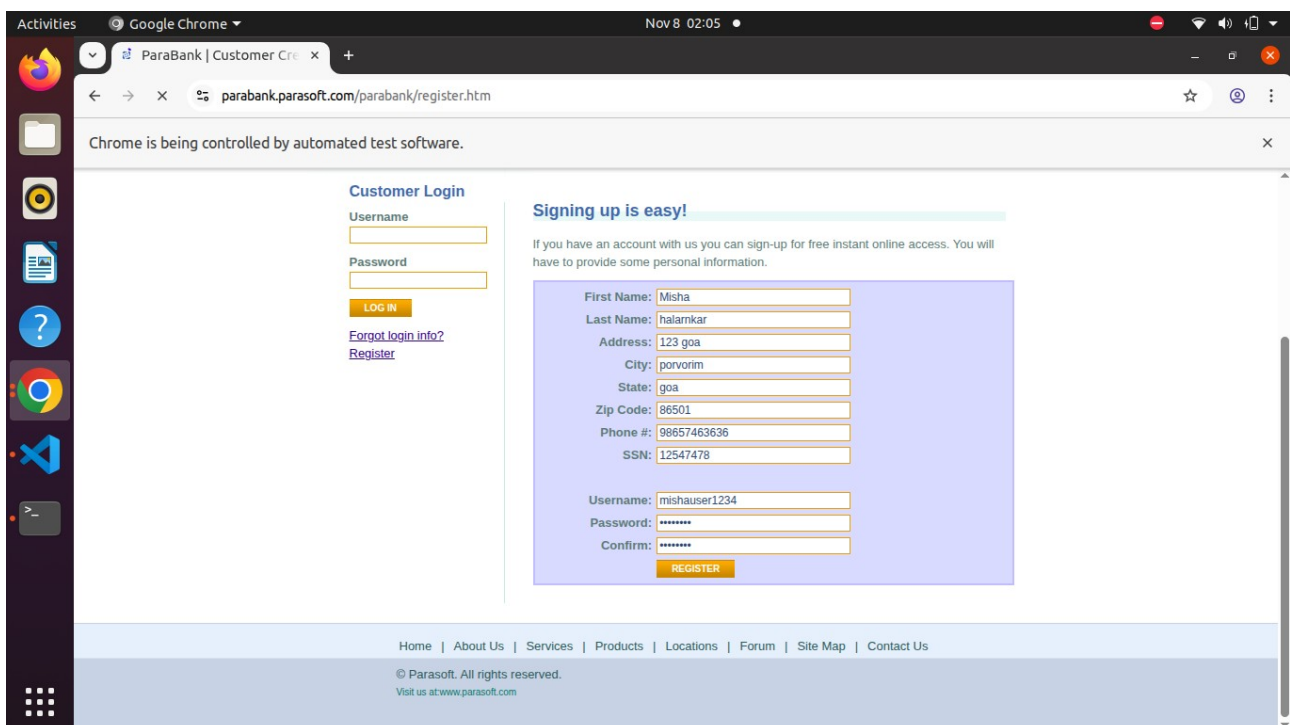 Activities Google Chrome Nov 8 02:05
ParaBank | Customer Cre
parabank.parasoft.com/parabank/register.htm
Chrome is being controlled by automated test software.
Customer Login
Username
Password
LOG IN
Forgot login info?
Register
Signing up is easy!
If you have an account with us you can sign-up for free instant online access. You will
have to provide some personal information.
First Name: Misha
Last Name: halarnkar
Address: 123 goa
City: porvorim
State: goa
Zip Code: 86501
Phone #: 98657463636
SSN: 12547478
Username: mishauser1234
Password: ••••••••
Confirm: ••••••••
REGISTER
Home | About Us | Services | Products | Locations | Forum | Site Map | Contact Us
© Parasoft. All rights reserved.
Visit us at:www.parasoft.com